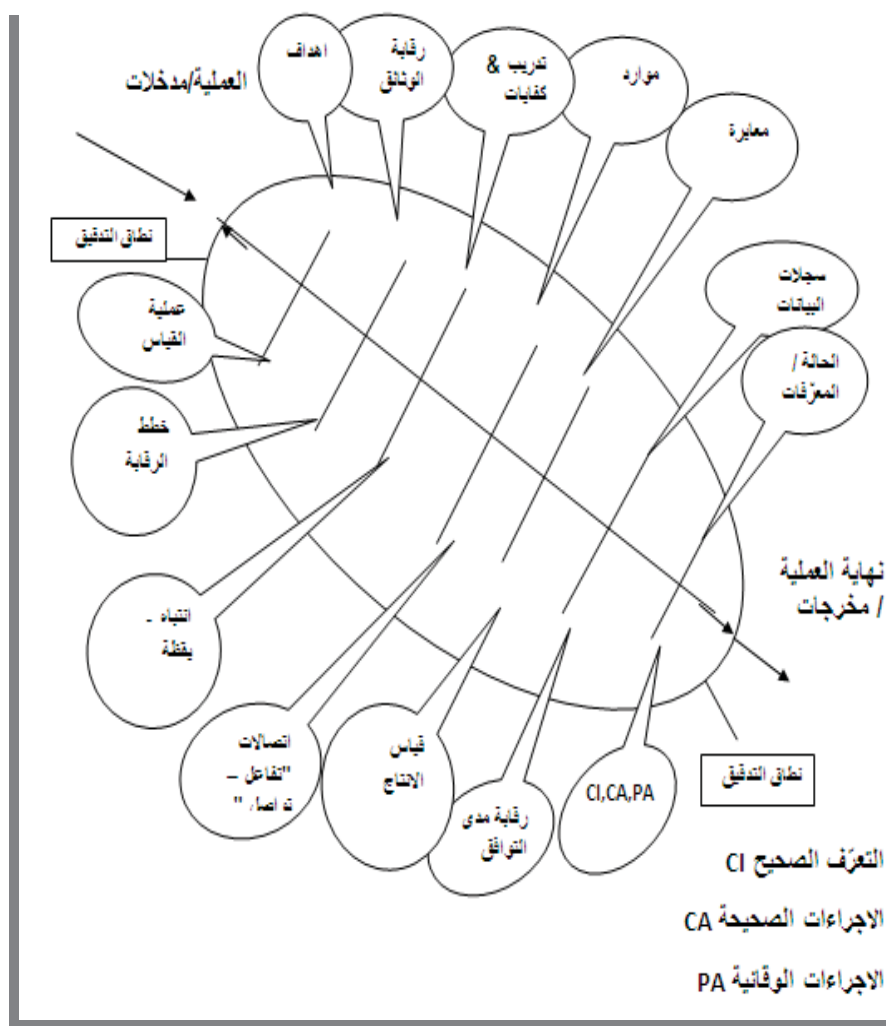 اهداف
رقابة
الوثائق
تدريب &
كفايات
موارد
معايرة
العملية/مدخلات
نطاق التدقيق
سجلات
البيانات
عملية
القياس
الحالة /
المعرّفات
خطط
الرقابة
نهاية العملية
/ مخرجات
انتباه -
يقظة
اتصالات
"تفاعل –
تواصل "
قياس
الانتاج
رقابة مدى
التوافق
CI,CA,PA
نطاق التدقيق
التعرّف الصحيح CI
الاجراءات الصحيحة CA
الاجراءات الوقائية PA